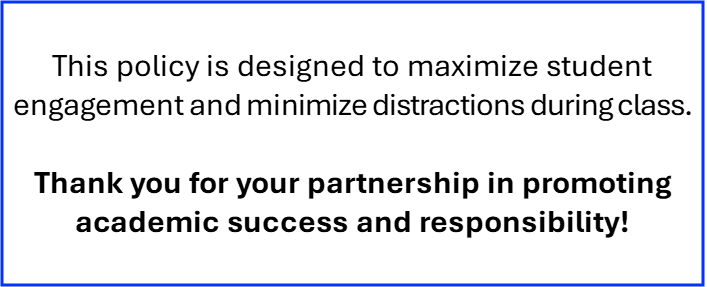 This policy is designed to maximize student
engagement and minimize distractions during class.
Thank you for your partnership in promoting
academic success and responsibility!